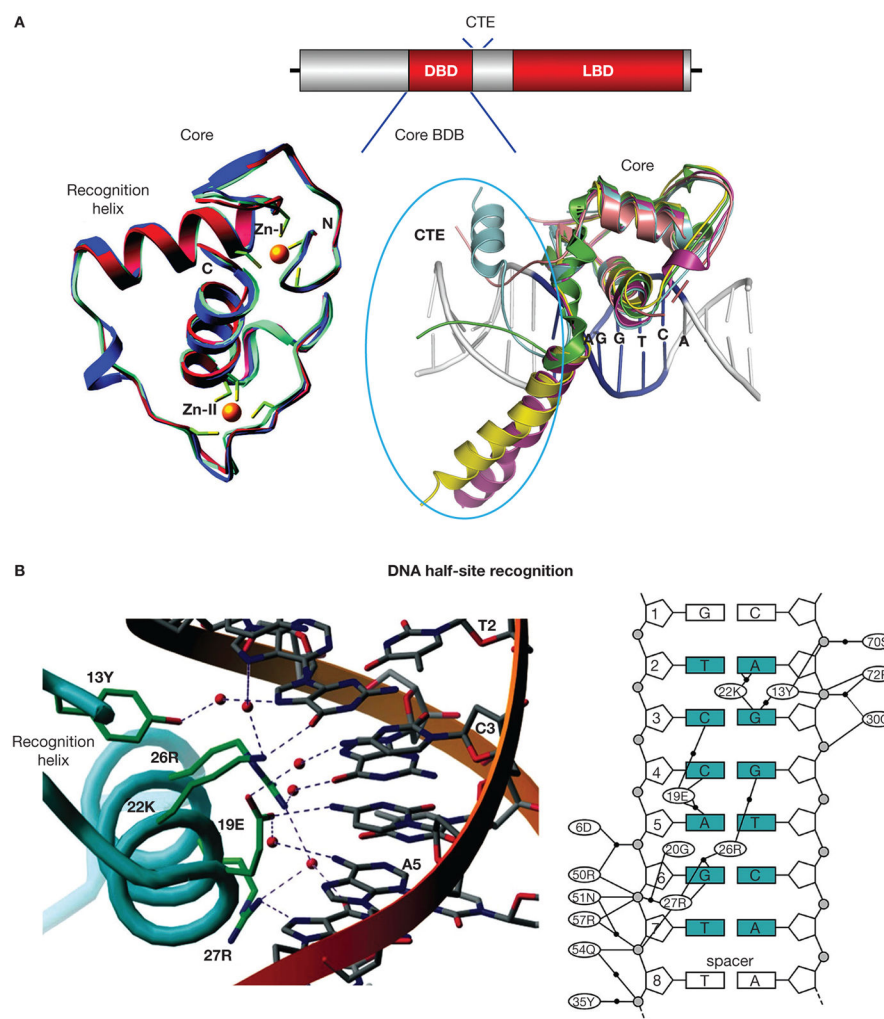 A
CTE
DBD
LBD
Core BDB
Core
Recognition
helix
Zn-I
N
C
Zn-II
Core
CTE
A G G T C A
B
DNA half-site recognition
13Y
Recognition
helix
26R
22K
19E
27R
T2
C3
A5
1 G C
70S
2 T A
72R
22K 13Y
3 C G
4 C G
19E
5 A T
6D
20G 26R
6 G C
50R
51N
27R
57R
7 T A
54Q
spacer
8 T A
35Y